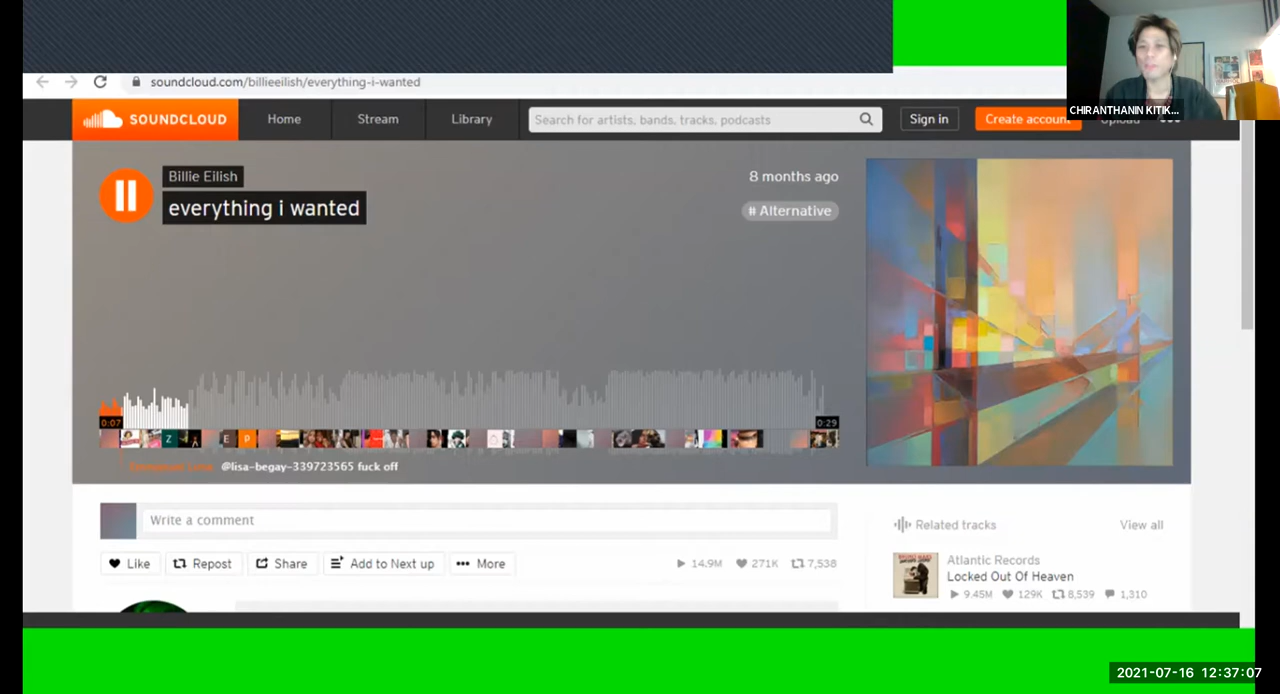 soundcloud.com/billieeilish/everything-i-wanted
CHIRANTHANIN KITIK...
SOUNDCLOUD
Home
Stream
Library
Search for artists, bands, tracks, podcasts
Sign in
Create account
Upload
Billie Eilish
everything i wanted
8 months ago
# Alternative
0:07
0:29
Z
E
P
@lisa-begay-339723565 fuck off
Write a comment
Like
Repost
Share
Add to Next up
More
14.9M
271K
7,538
Related tracks
View all
Atlantic Records
Locked Out Of Heaven
9.45M 129K 8,539 1,310
2021-07-16 12:37:07